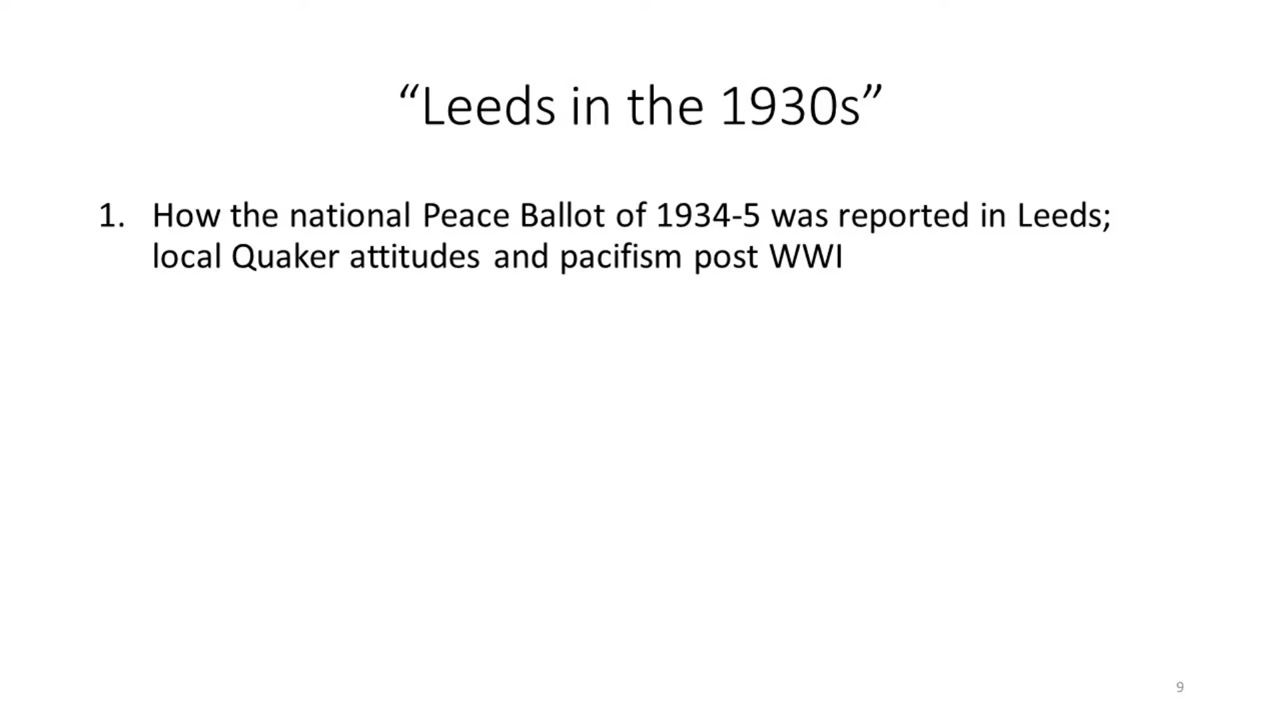 “Leeds in the 1930s”
1. How the national Peace Ballot of 1934-5 was reported in Leeds;
local Quaker attitudes and pacifism post WWI
9